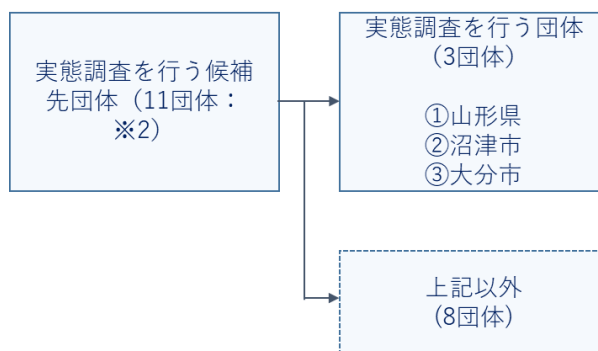 実態調査を行う候補
先団体（11団体：
※2）
実態調査を行う団体
（3団体）
①山形県
②沼津市
③大分市
上記以外
（8団体）